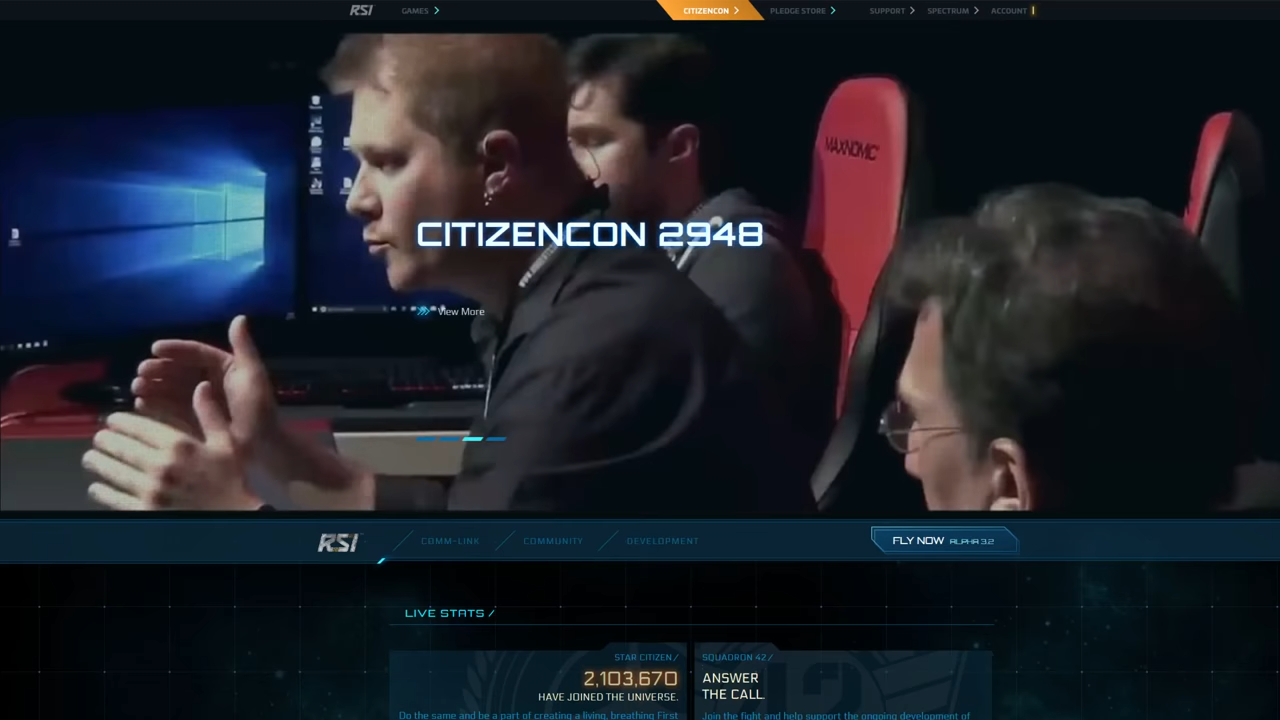 RSI GAMES CITIZENCON PLEDGE STORE SUPPORT SPECTRUM ACCOUNT
MAXNOMIC
CITIZENCON 2948
View More
RSI COMM-LINK COMMUNITY DEVELOPMENT FLY NOW ALPHA 3.2
LIVE STATS /
STAR CITIZEN /
2,103,670
HAVE JOINED THE UNIVERSE.
Do the same and be a part of creating a living, breathing First
SQUADRON 42 /
ANSWER
THE CALL.
Join the fight and help support the ongoing development of